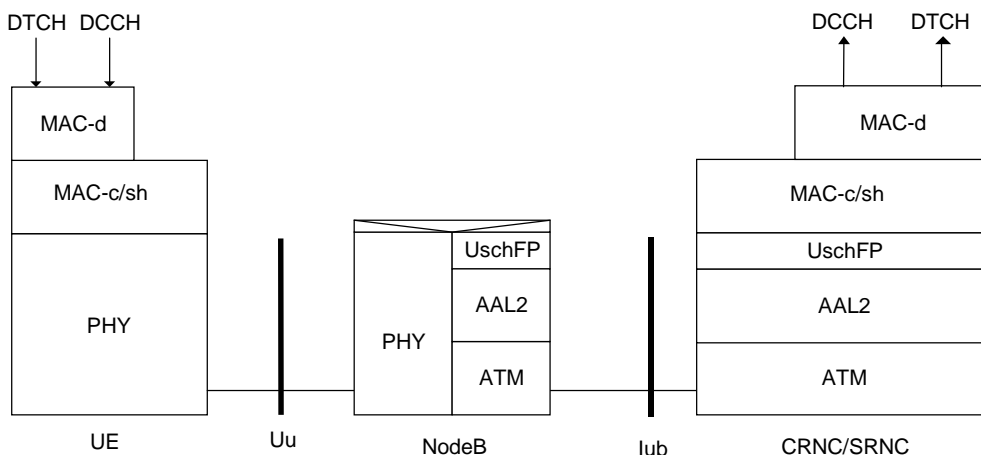 DTCH DCCH
DCCH DTCH
MAC-d
MAC-d
MAC-c/sh
MAC-c/sh
UschFP
UschFP
AAL2
AAL2
PHY
PHY
ATM
ATM
UE
Uu
NodeB
Iub
CRNC/SRNC